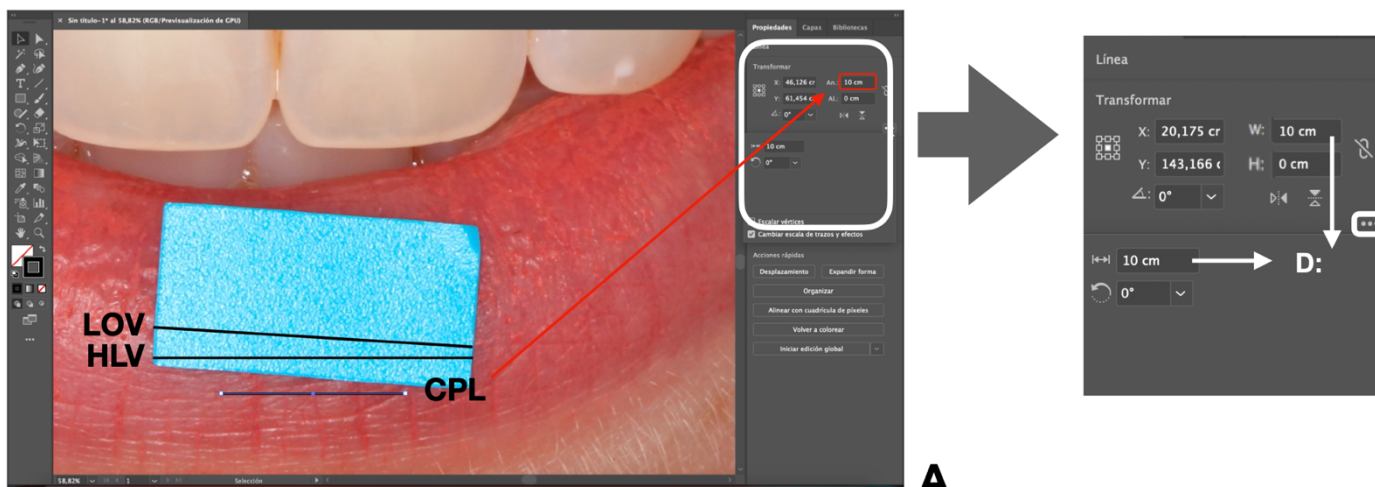 × Sin título-1* al 58,82% (RGB/Previsualización de GPU)
Propiedades Capas Bibliotecas
Línea
Transformar
X: 46,126 cr An.: 10 cm
Y: 61,454 c Al.: 0 cm
0°
10 cm
0°
Escalar vértices
Cambiar escala de trazos y efectos
Acciones rápidas
Desplazamiento Expandir forma
Organizar
Alinear con cuadrícula de píxeles
Volver a colorear
Iniciar edición global
LOV
HLV
CPL
58,82% 1 Selección
A
Línea
Transformar
X: 20,175 cr W: 10 cm
Y: 143,166 c H: 0 cm
0°
10 cm D:
0°